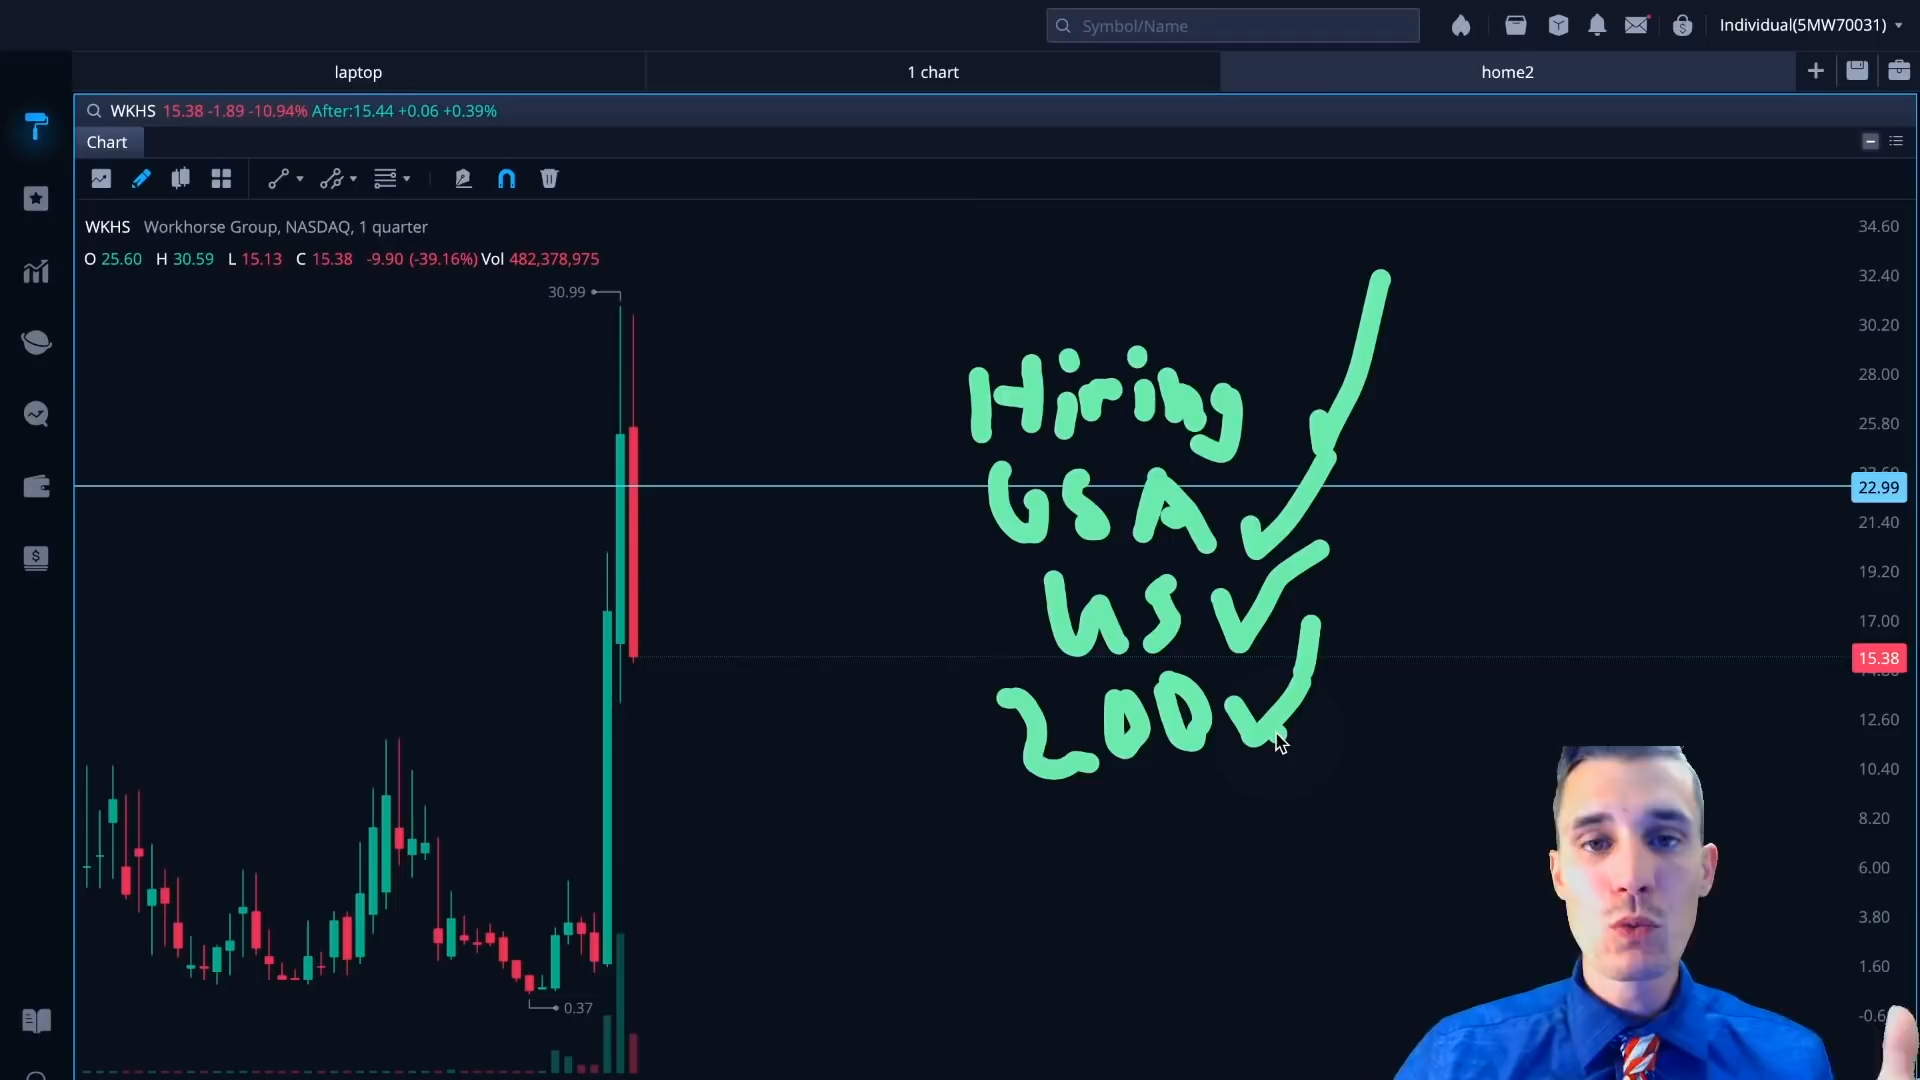 Symbol/Name
Individual(5MW70031)
laptop
1 chart
home2
WKHS 15.38 -1.89 -10.94% After:15.44 +0.06 +0.39%
Chart
WKHS Workhorse Group, NASDAQ, 1 quarter
O 25.60 H 30.59 L 15.13 C 15.38 -9.90 (-39.16%) Vol 482,378,975
30.99
0.37
Hiring
GSA
US
200
34.60
32.40
30.20
28.00
25.80
22.99
21.40
19.20
17.00
15.38
12.60
10.40
8.20
6.00
3.80
1.60